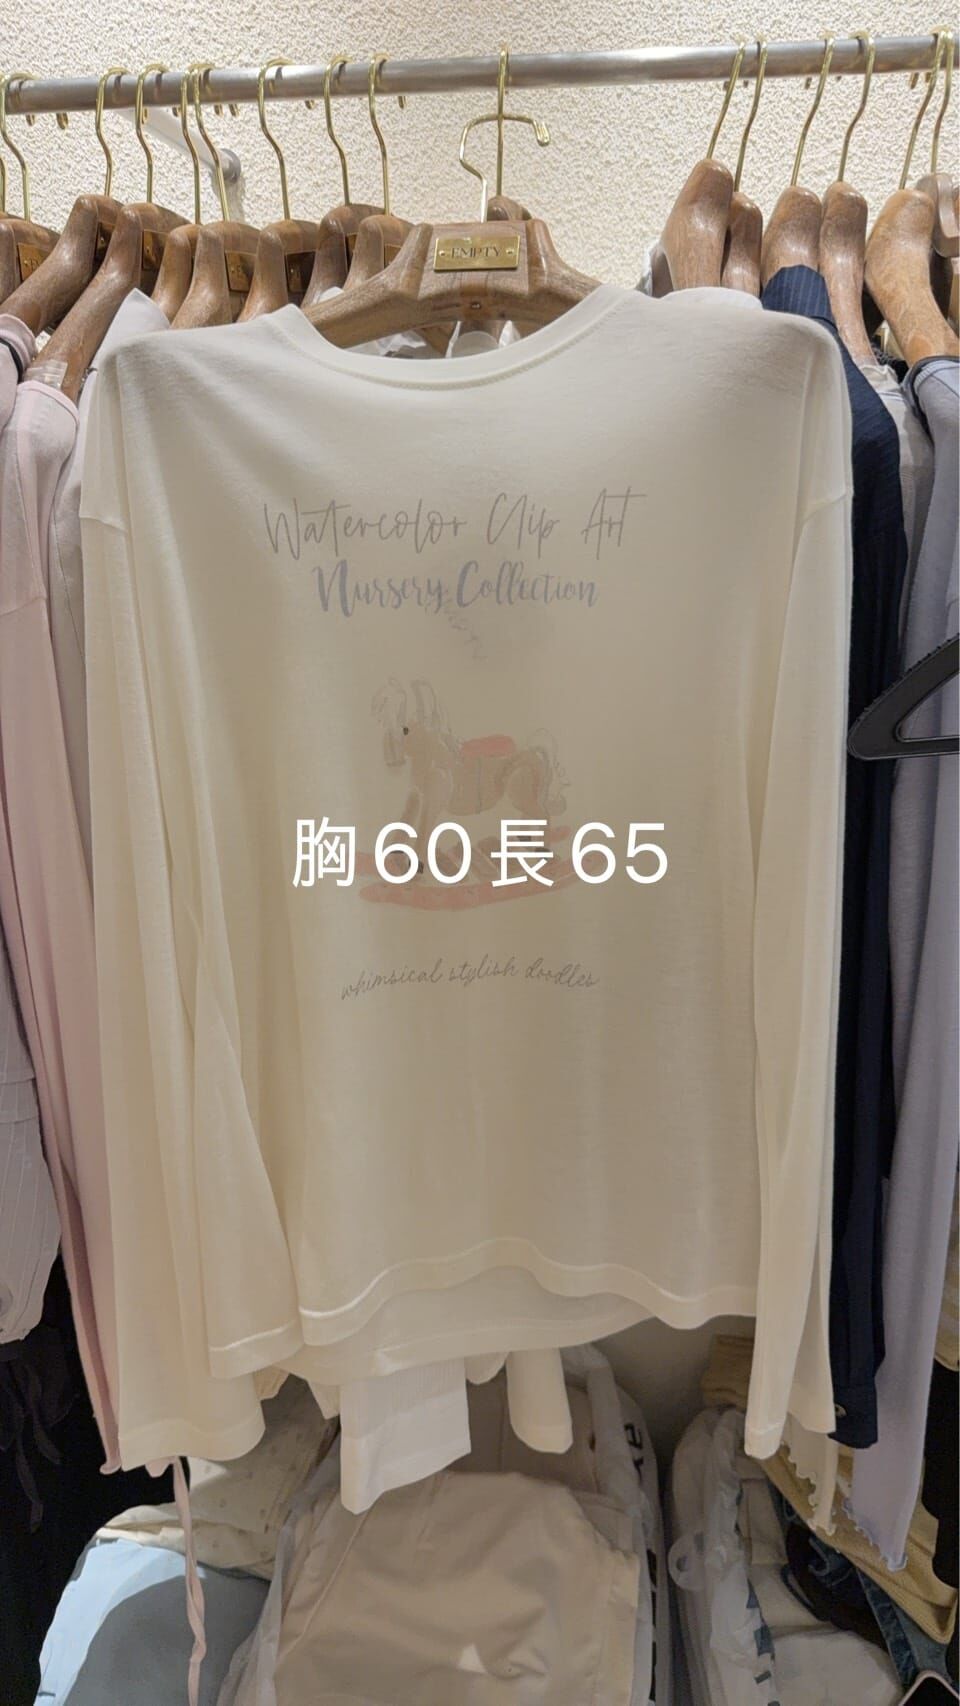 EMPTY
Watercolor Clip Art
Nursery Collection
胸60長65
whimsical stylish doodles